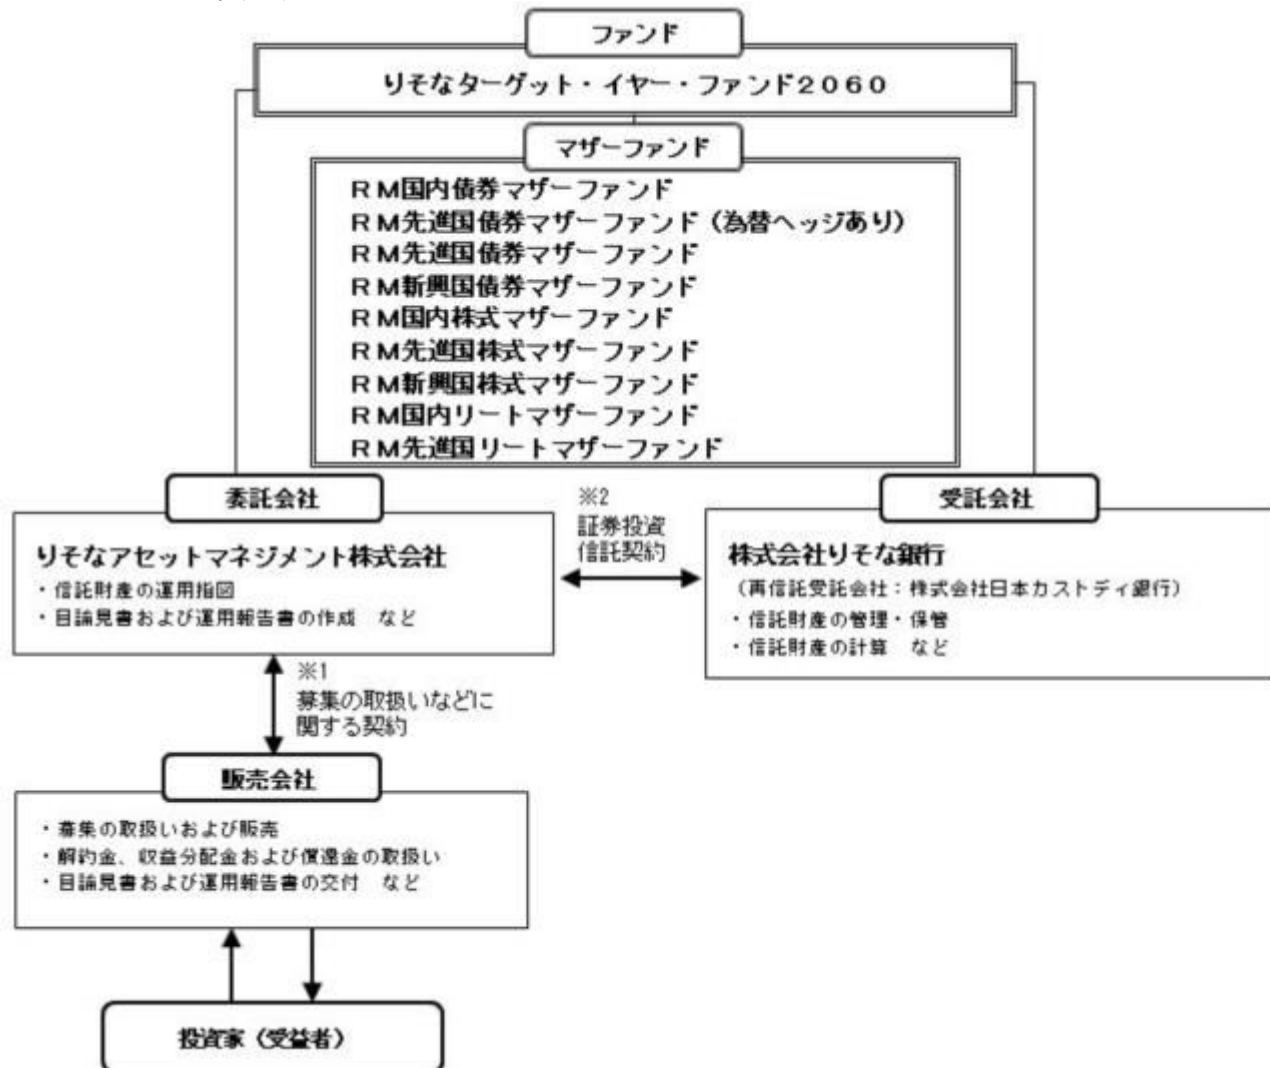 ファンド
りそなターゲット・イヤー・ファンド2060
マザーファンド
RM国内債券マザーファンド
RM先進国債券マザーファンド(為替ヘッジあり)
RM先進国債券マザーファンド
RM新興国債券マザーファンド
RM国内株式マザーファンド
RM先進国株式マザーファンド
RM新興国株式マザーファンド
RM国内リートマザーファンド
RM先進国リートマザーファンド
委託会社
りそなアセットマネジメント株式会社
・信託財産の運用指図
・目論見書および運用報告書の作成 など
※2
証券投資
信託契約
受託会社
株式会社りそな銀行
(再信託受託会社:株式会社日本カストディ銀行)
・信託財産の管理・保管
・信託財産の計算 など
※1
募集の取扱いなどに
関する契約
販売会社
・募集の取扱いおよび販売
・解約金、収益分配金および償還金の取扱い
・目論見書および運用報告書の交付 など
投資家(受益者)